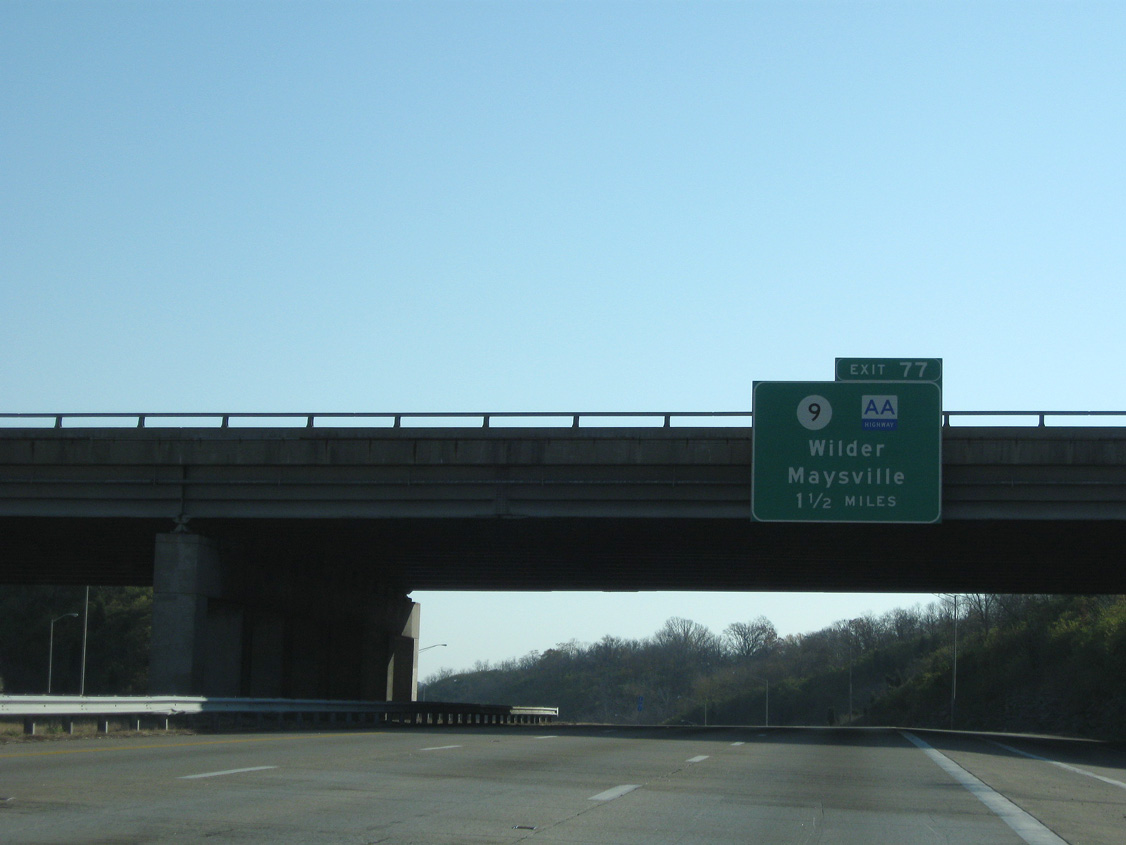 EXIT 77
9 AA
HIGHWAY
Wilder
Maysville
1 1/2 MILES